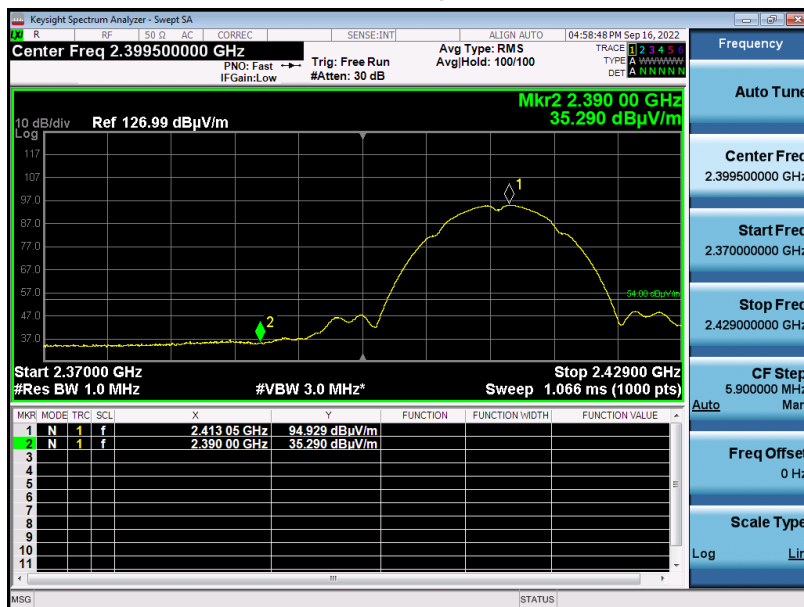 Keysight Spectrum Analyzer - Swept SA
LXI R RF 50 Ω AC CORREC SENSE:INT ALIGN AUTO 04:58:48 PM Sep 16, 2022
Center Freq 2.399500000 GHz
PNO: Fast
IFGain:Low
Trig: Free Run
#Atten: 30 dB
Avg Type: RMS
Avg|Hold: 100/100
TRACE 1 2 3 4 5 6
TYPE A WWWWW
DET A N N N N N
Mkr2 2.390 00 GHz
35.290 dBµV/m
10 dB/div Ref 126.99 dBµV/m
Log
117
107
97.0
87.0
77.0
67.0
57.0
47.0
37.0
1
2
54.00 dBµV/m
Start 2.37000 GHz Stop 2.42900 GHz
#Res BW 1.0 MHz #VBW 3.0 MHz* Sweep 1.066 ms (1000 pts)
MKR MODE TRC SCL X Y FUNCTION FUNCTION WIDTH FUNCTION VALUE
1 N 1 f 2.413 05 GHz 94.929 dBµV/m
2 N 1 f 2.390 00 GHz 35.290 dBµV/m
3
4
5
6
7
8
9
10
11
MSG STATUS
Frequency
Auto Tune
Center Freq
2.399500000 GHz
Start Freq
2.370000000 GHz
Stop Freq
2.429000000 GHz
CF Step
5.900000 MHz
Auto Man
Freq Offset
0 Hz
Scale Type
Log Lin